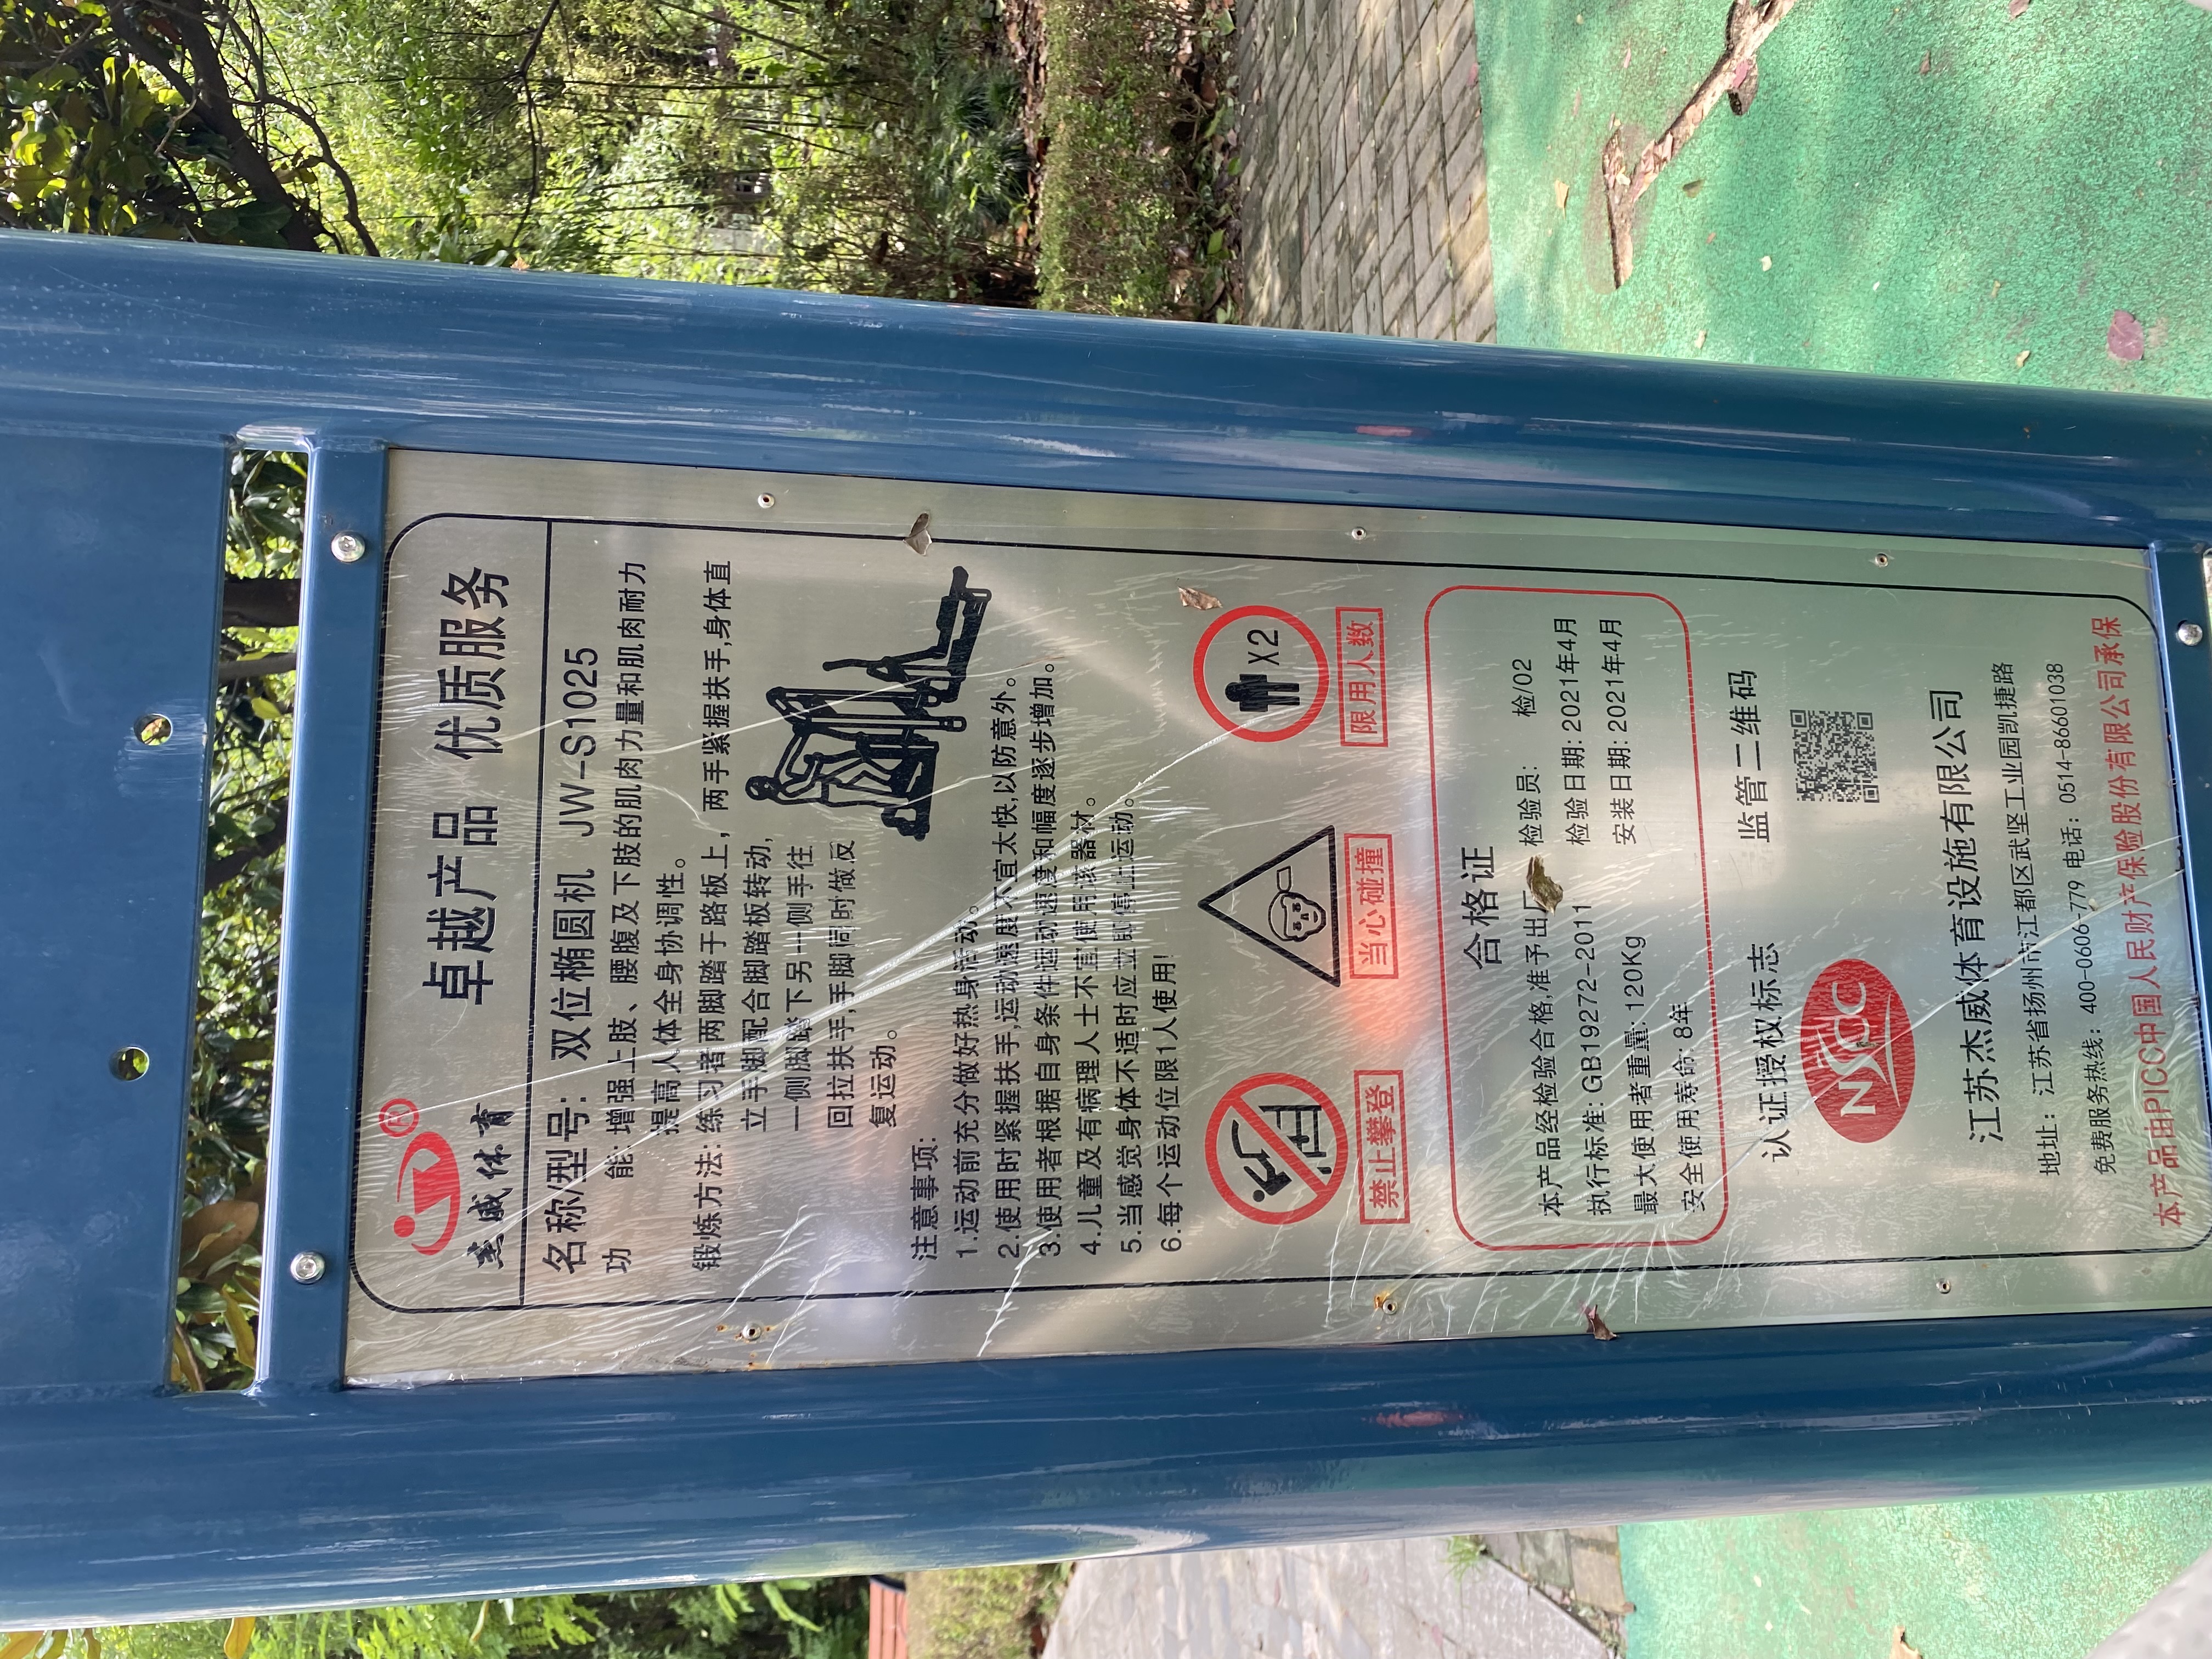 JW®
杰威体育
卓越产品 优质服务
名称/型号: 双位椭圆机 JW-S1025
功 能: 增强上肢、腰腹及下肢的肌肉力量和肌肉耐力
提高人体全身协调性。
锻炼方法: 练习者两脚踏于路板上, 两手紧握扶手,身体直
立手脚配合脚踏板转动,
一侧脚踏下另一侧手往
回拉扶手,手脚同时做反
复运动。
注意事项:
1.运动前充分做好热身活动。
2.使用时紧握扶手,运动速度不宜太快,以防意外。
3.使用者根据自身条件运动速度和幅度逐步增加。
4.儿童及有病理人士不宜使用该器材。
5.当感觉身体不适时应立即停止运动。
6.每个运动位限1人使用!
X2
禁止攀登
当心碰撞
限用人数
合格证
本产品经检验合格,准予出厂 检验员: 检/02
执行标准: GB19272-2011 检验日期: 2021年4月
最大使用者重量: 120Kg 安装日期: 2021年4月
安全使用寿命: 8年
认证授权标志 监管二维码
NSCC
江苏杰威体育设施有限公司
地址: 江苏省扬州市江都区武坚工业园凯捷路
免费服务热线: 400-0606-779 电话: 0514-86601038
本产品由PICC中国人民财产保险股份有限公司承保